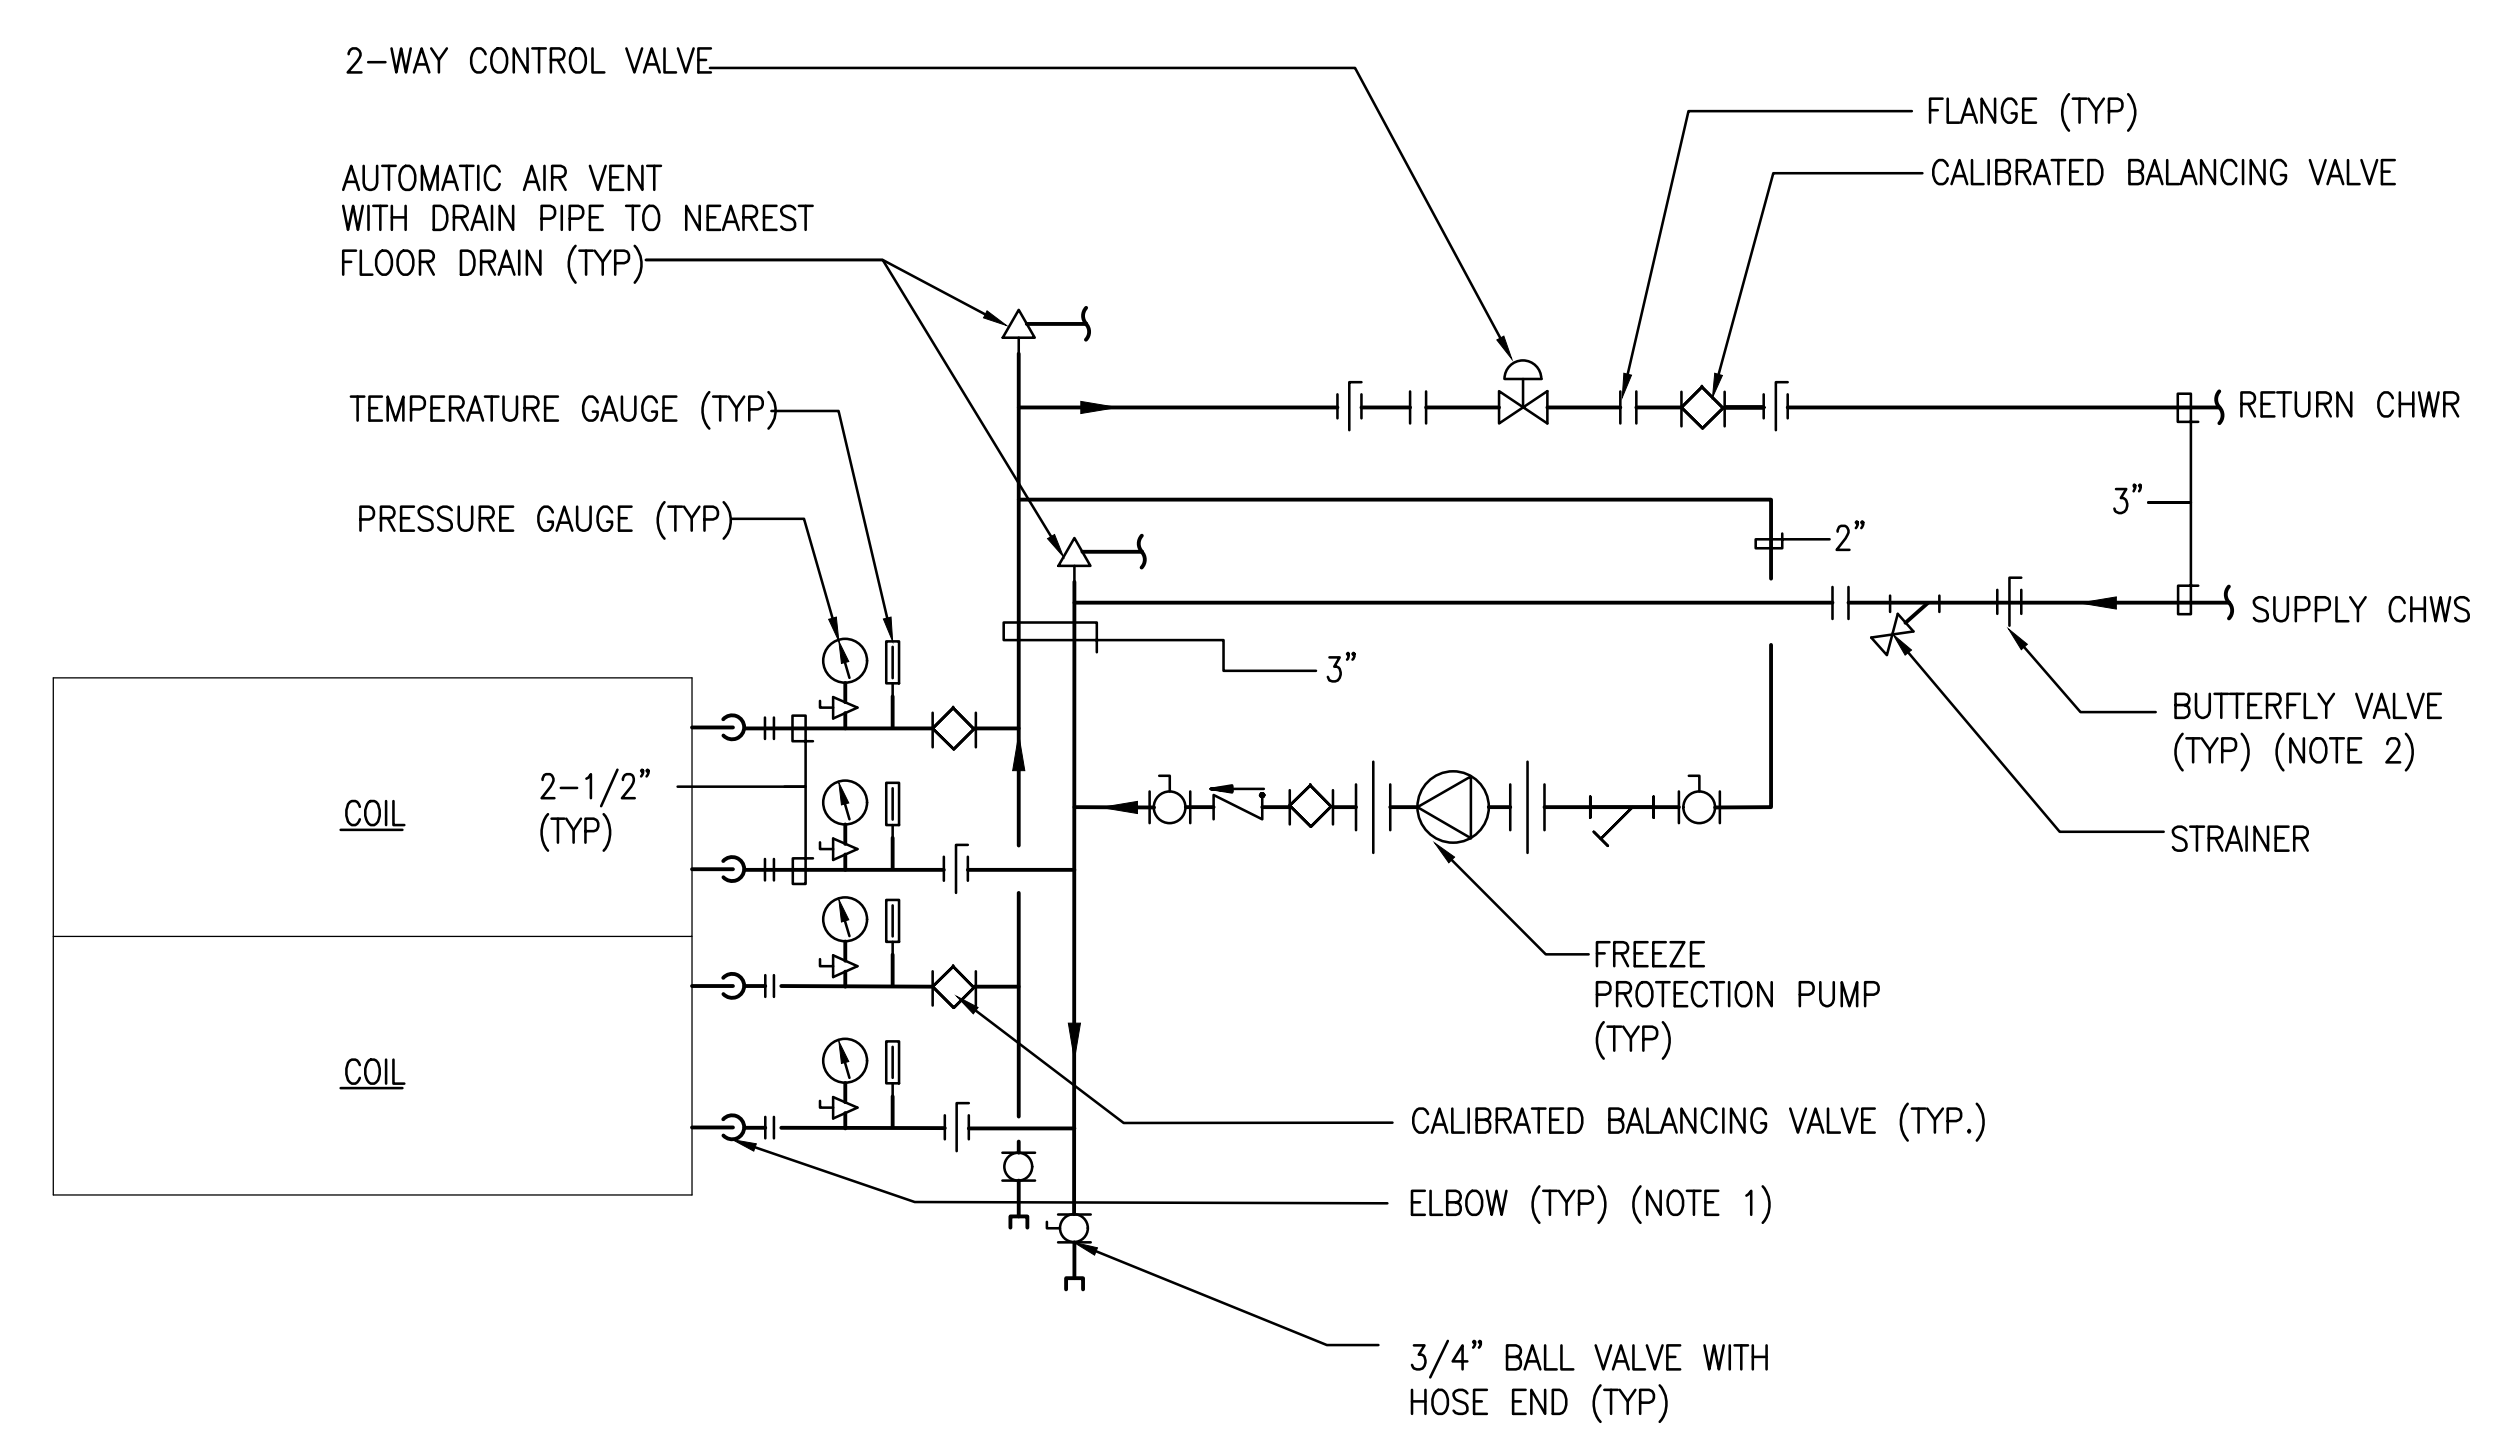 2-WAY CONTROL VALVE
FLANGE (TYP)
CALIBRATED BALANCING VALVE
AUTOMATIC AIR VENT
WITH DRAIN PIPE TO NEAREST
FLOOR DRAIN (TYP)
TEMPERATURE GAUGE (TYP)
RETURN CHWR
PRESSURE GAUGE (TYP)
3"
2"
SUPPLY CHWS
3"
BUTTERFLY VALVE
(TYP) (NOTE 2)
2-1/2"
(TYP)
COIL
STRAINER
FREEZE
PROTECTION PUMP
(TYP)
COIL
CALIBRATED BALANCING VALVE (TYP.)
ELBOW (TYP) (NOTE 1)
3/4" BALL VALVE WITH
HOSE END (TYP)